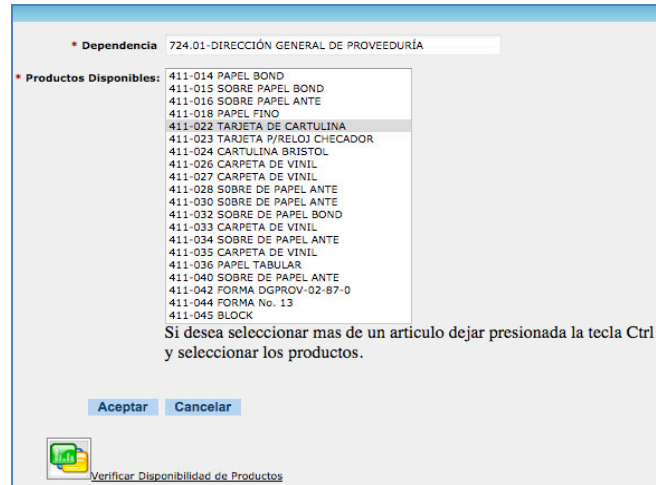 * Dependencia 724.01-DIRECCIÓN GENERAL DE PROVEEDURÍA
* Productos Disponibles:
411-014 PAPEL BOND
411-015 SOBRE PAPEL BOND
411-016 SOBRE PAPEL ANTE
411-018 PAPEL FINO
411-022 TARJETA DE CARTULINA
411-023 TARJETA P/RELOJ CHECADOR
411-024 CARTULINA BRISTOL
411-026 CARPETA DE VINIL
411-027 CARPETA DE VINIL
411-028 S0BRE DE PAPEL ANTE
411-030 S0BRE DE PAPEL ANTE
411-032 SOBRE DE PAPEL BOND
411-033 CARPETA DE VINIL
411-034 SOBRE DE PAPEL ANTE
411-035 CARPETA DE VINIL
411-036 PAPEL TABULAR
411-040 SOBRE DE PAPEL ANTE
411-042 FORMA DGPROV-02-87-0
411-044 FORMA No. 13
411-045 BLOCK
Si desea seleccionar mas de un articulo dejar presionada la tecla Ctrl
y seleccionar los productos.
Aceptar Cancelar
Verificar Disponibilidad de Productos